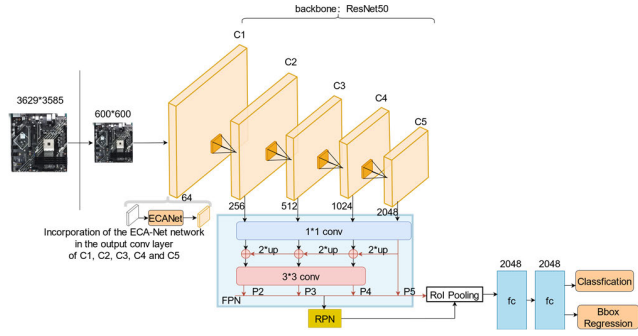 backbone: ResNet50
C1
C2
C3
C4
C5
3629*3585
600*600
64
256
512
1024
2048
ECANet
Incorporation of the ECA-Net network
in the output conv layer
of C1, C2, C3, C4 and C5
1*1 conv
2*up
2*up
2*up
3*3 conv
FPN
P2
P3
P4
P5
RPN
RoI Pooling
2048
2048
fc
fc
Classfication
Bbox
Regression